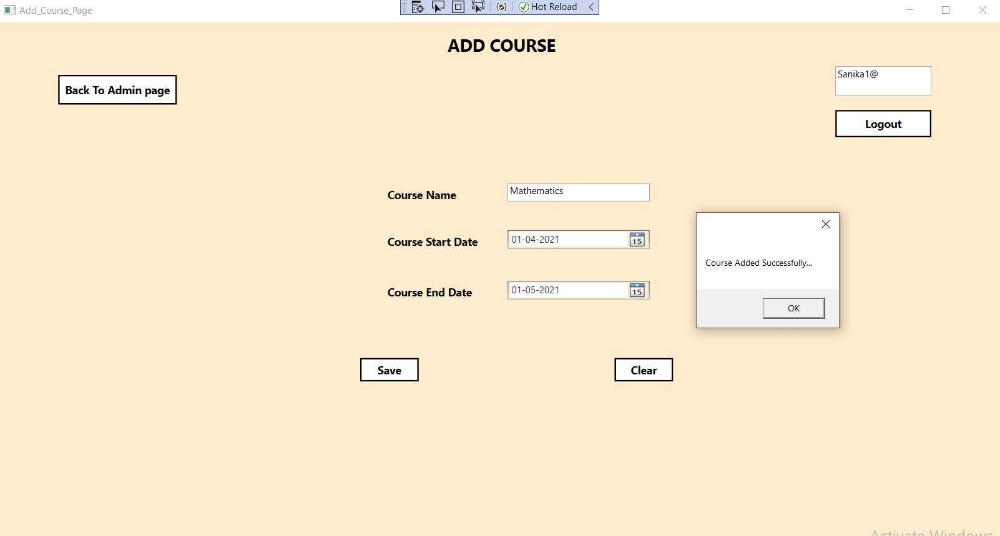 Add_Course_Page
Hot Reload
ADD COURSE
Back To Admin page
Sanika1@
Logout
Course Name
Mathematics
Course Start Date
01-04-2021
15
Course End Date
01-05-2021
15
Course Added Successfully...
OK
Save
Clear
Activate Windows